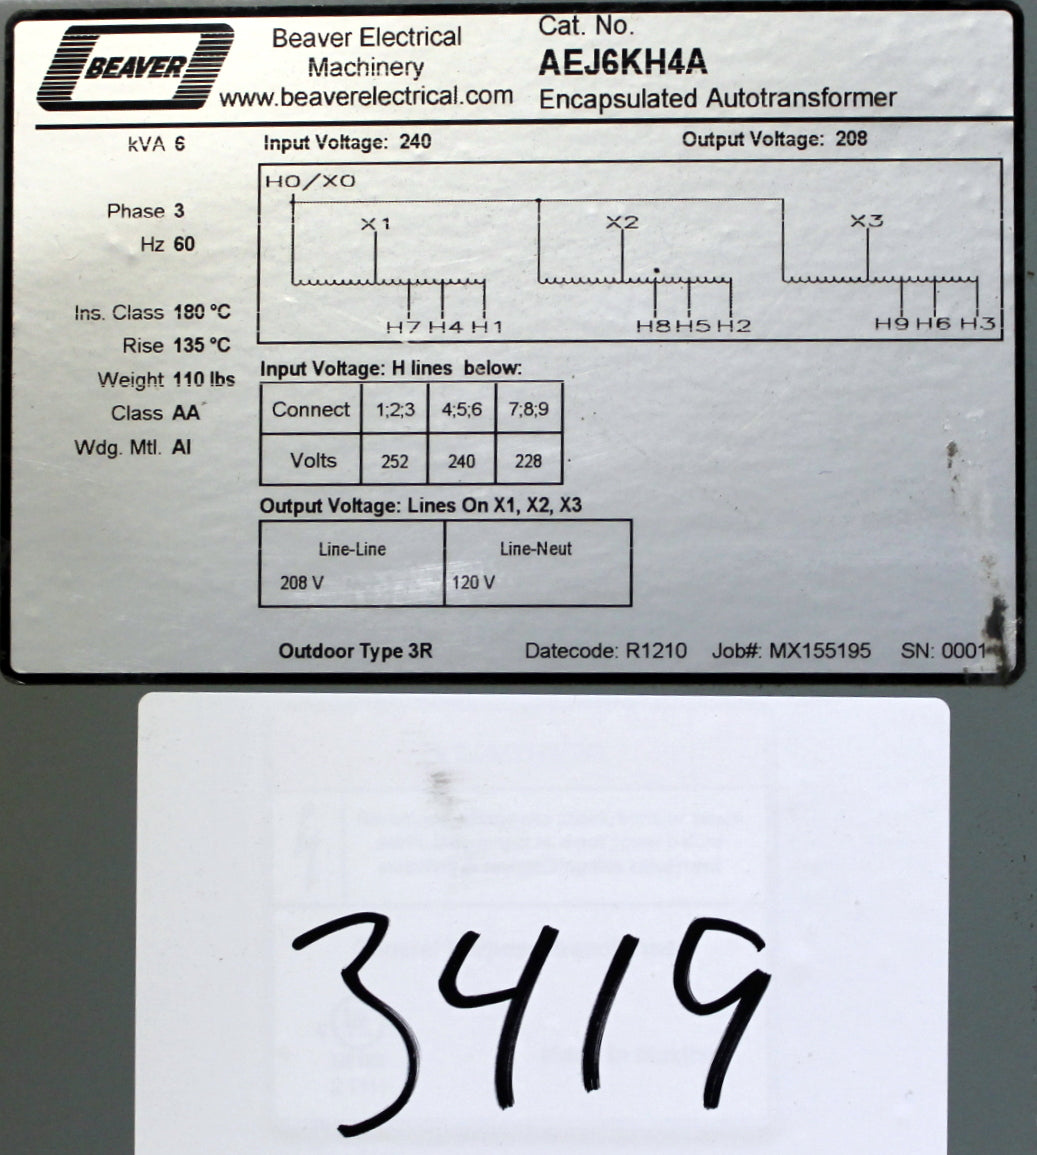 BEAVER
Beaver Electrical
Machinery
www.beaverelectrical.com
Cat. No.
AEJ6KH4A
Encapsulated Autotransformer
kVA 6
Input Voltage: 240
Output Voltage: 208
Phase 3
Hz 60
Ins. Class 180 °C
Rise 135 °C
Weight 110 lbs
Class AA
Wdg. Mtl. Al
H0/X0
X1 X2 X3
H7 H4 H1 H8 H5 H2 H9 H6 H3
Input Voltage: H lines below:
Connect 1;2;3 4;5;6 7;8;9
Volts 252 240 228
Output Voltage: Lines On X1, X2, X3
Line-Line Line-Neut
208 V 120 V
Outdoor Type 3R Datecode: R1210 Job#: MX155195 SN: 0001
3419